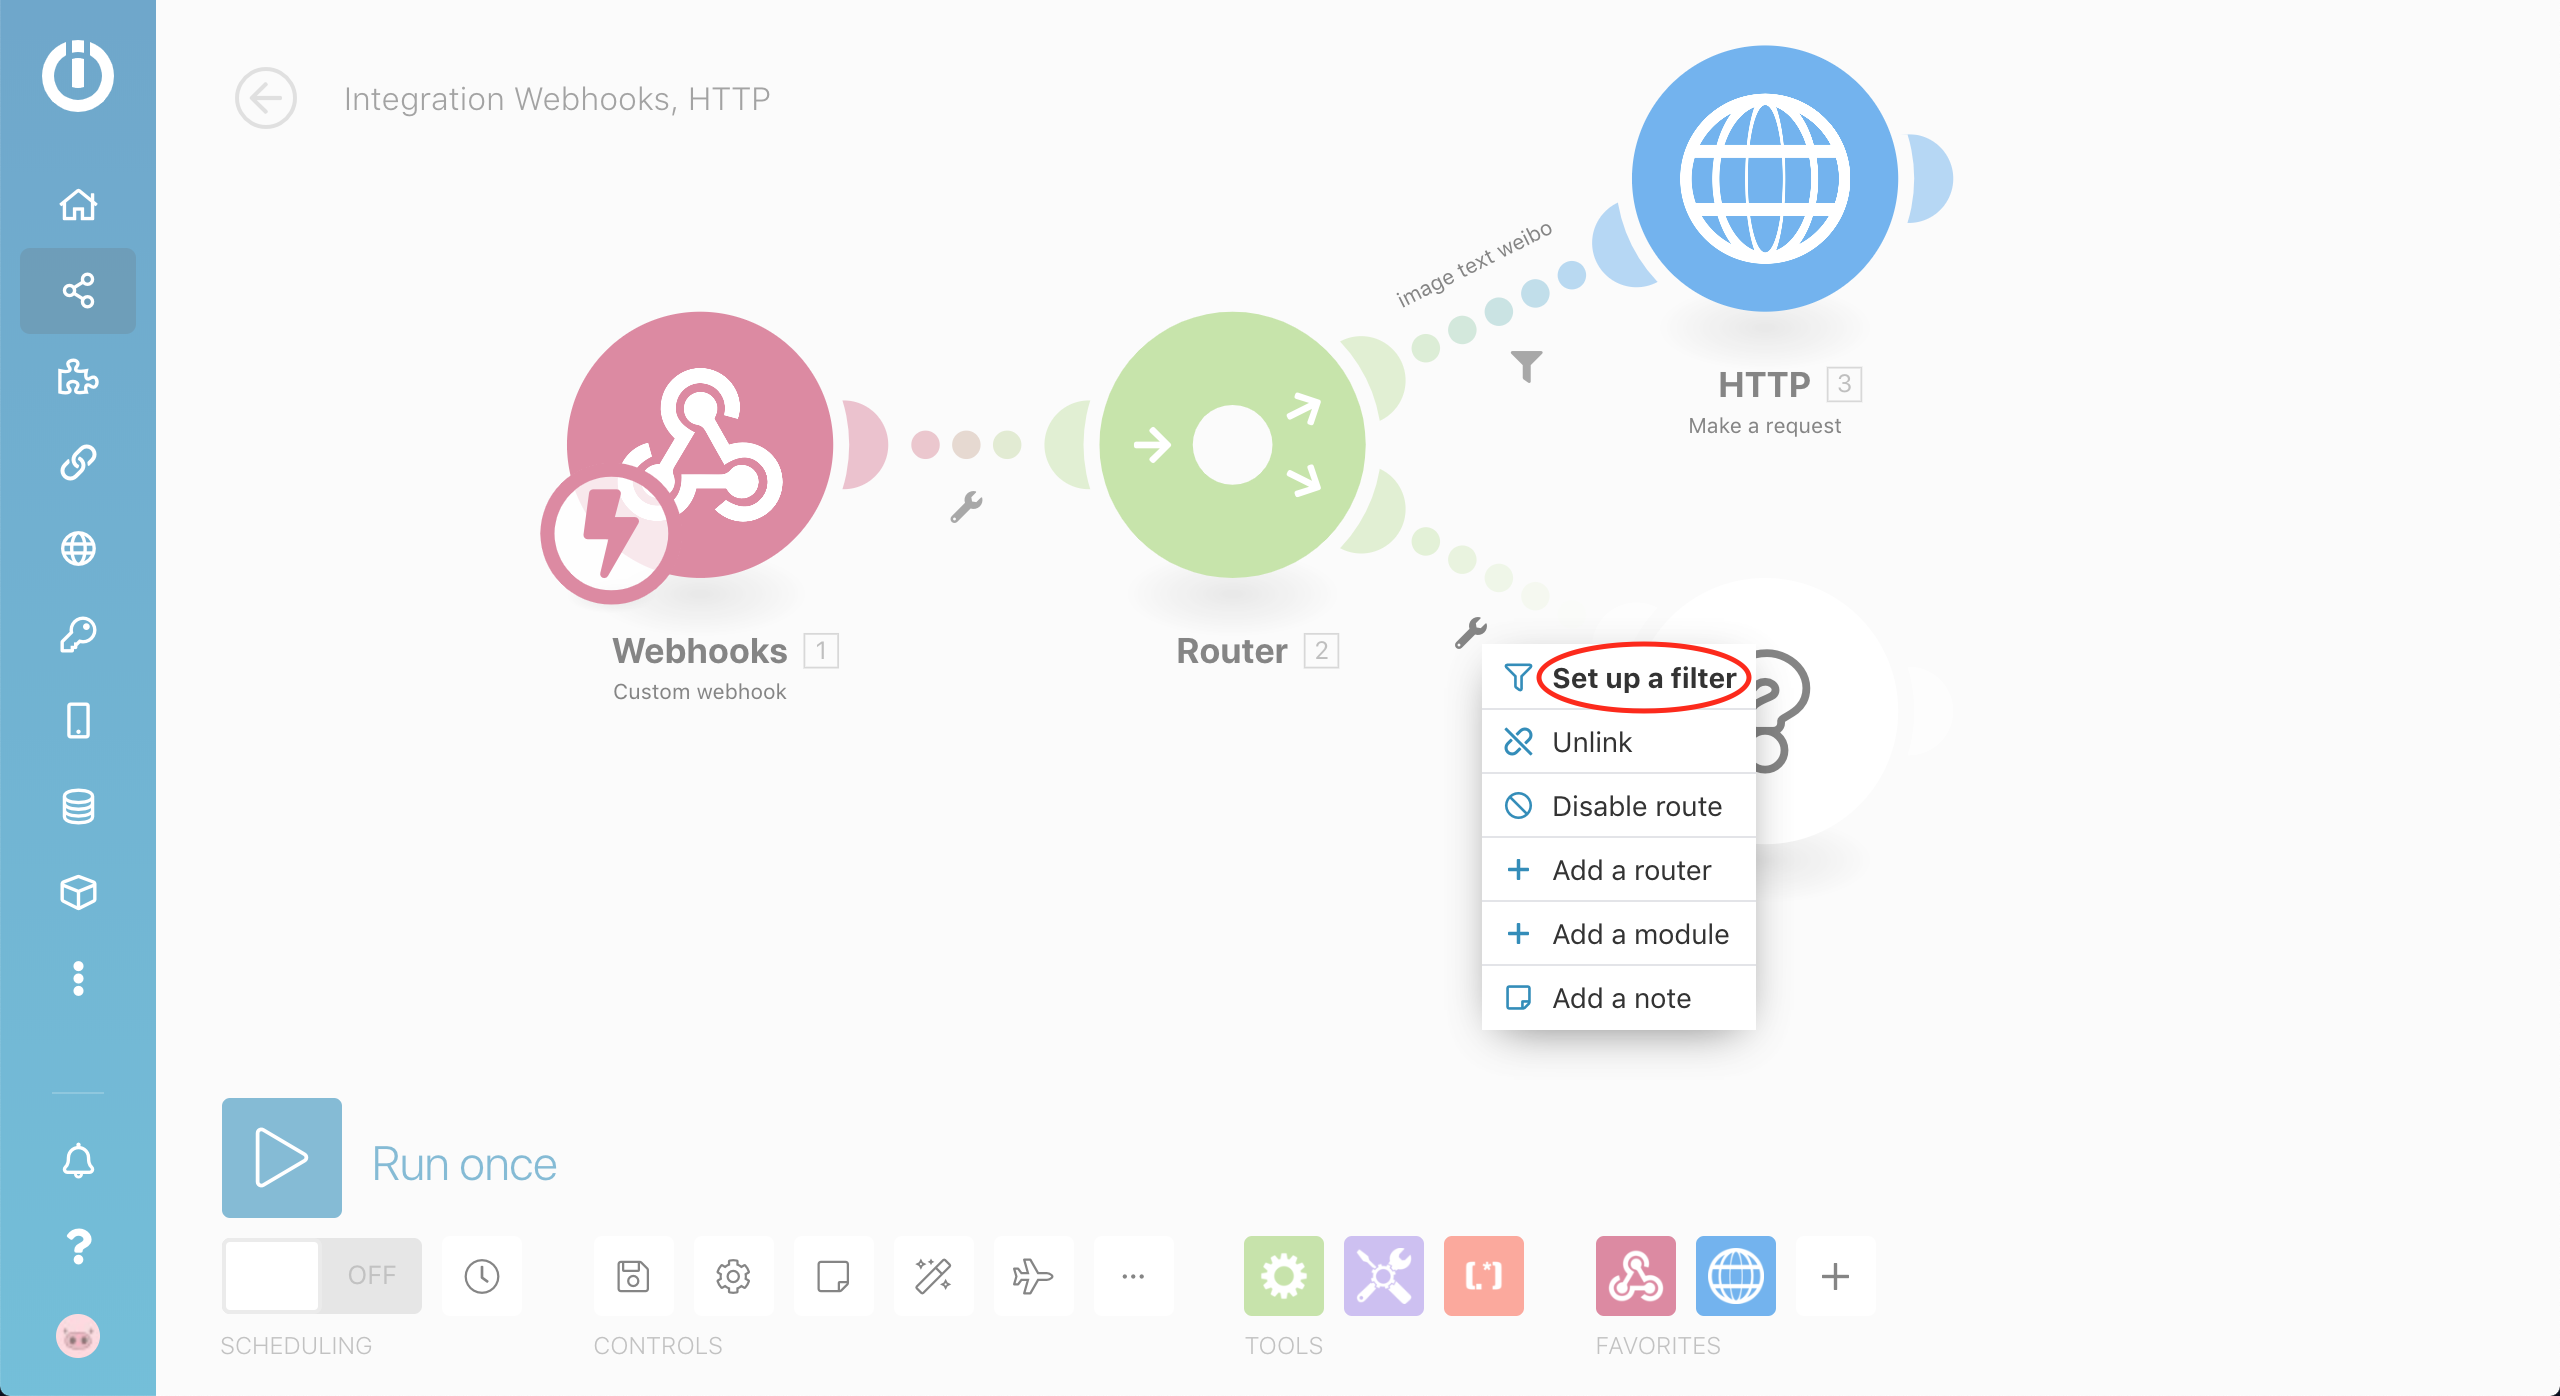 Integration Webhooks, HTTP
image text weibo
HTTP 3
Make a request
Webhooks 1
Custom webhook
Router 2
Set up a filter
Unlink
Disable route
Add a router
Add a module
Add a note
Run once
OFF
SCHEDULING
CONTROLS
TOOLS
FAVORITES